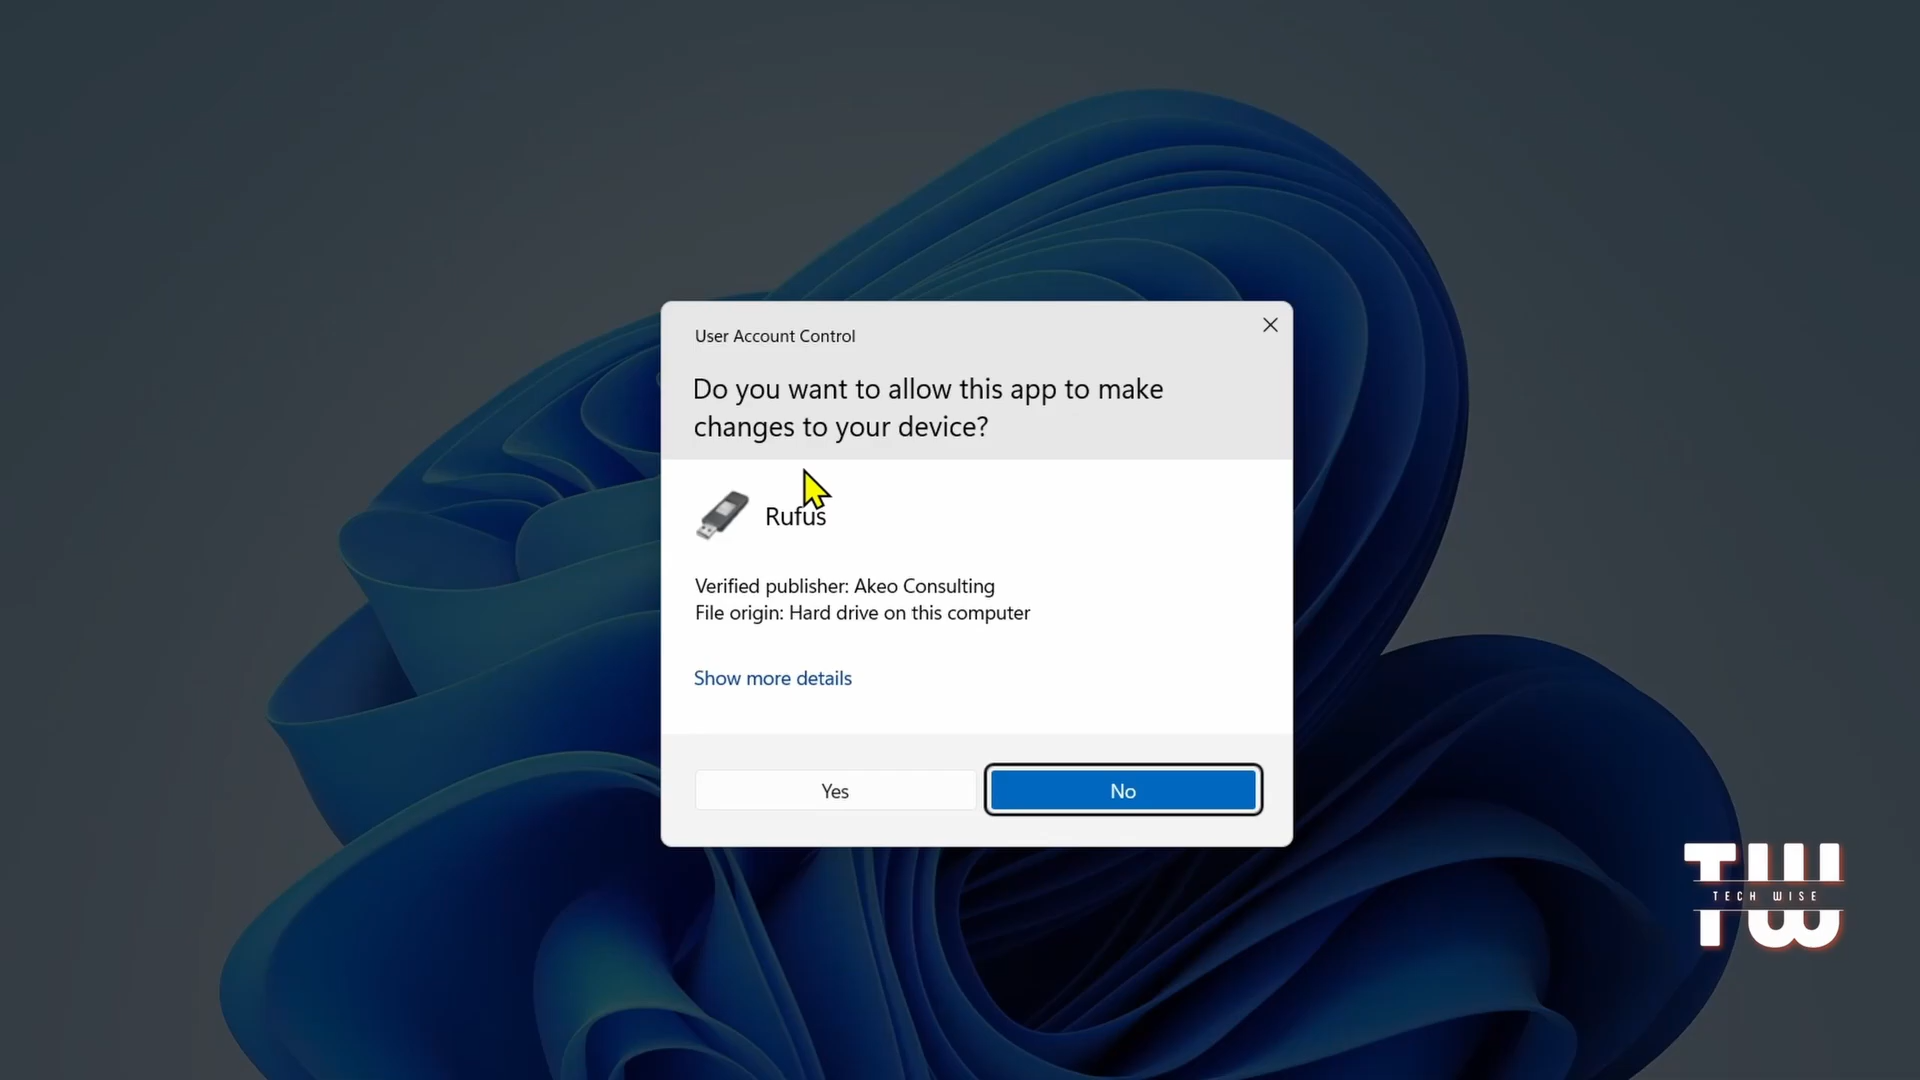 User Account Control
Do you want to allow this app to make
changes to your device?
Rufus
Verified publisher: Akeo Consulting
File origin: Hard drive on this computer
Show more details
Yes
No
TW
TECH WISE
TW